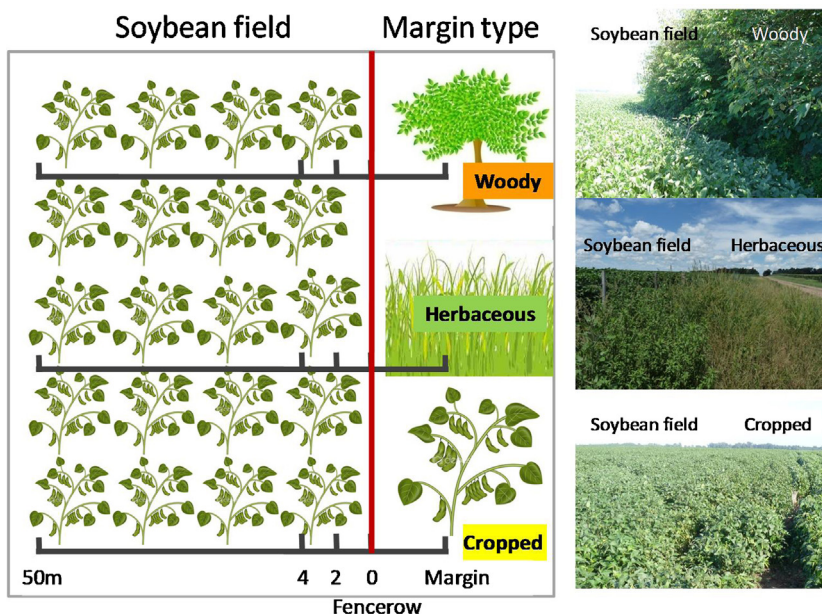 Soybean field Margin type
Woody
Herbaceous
Cropped
50m 4 2 0 Margin
Fencerow
Soybean field Woody
Soybean field Herbaceous
Soybean field Cropped